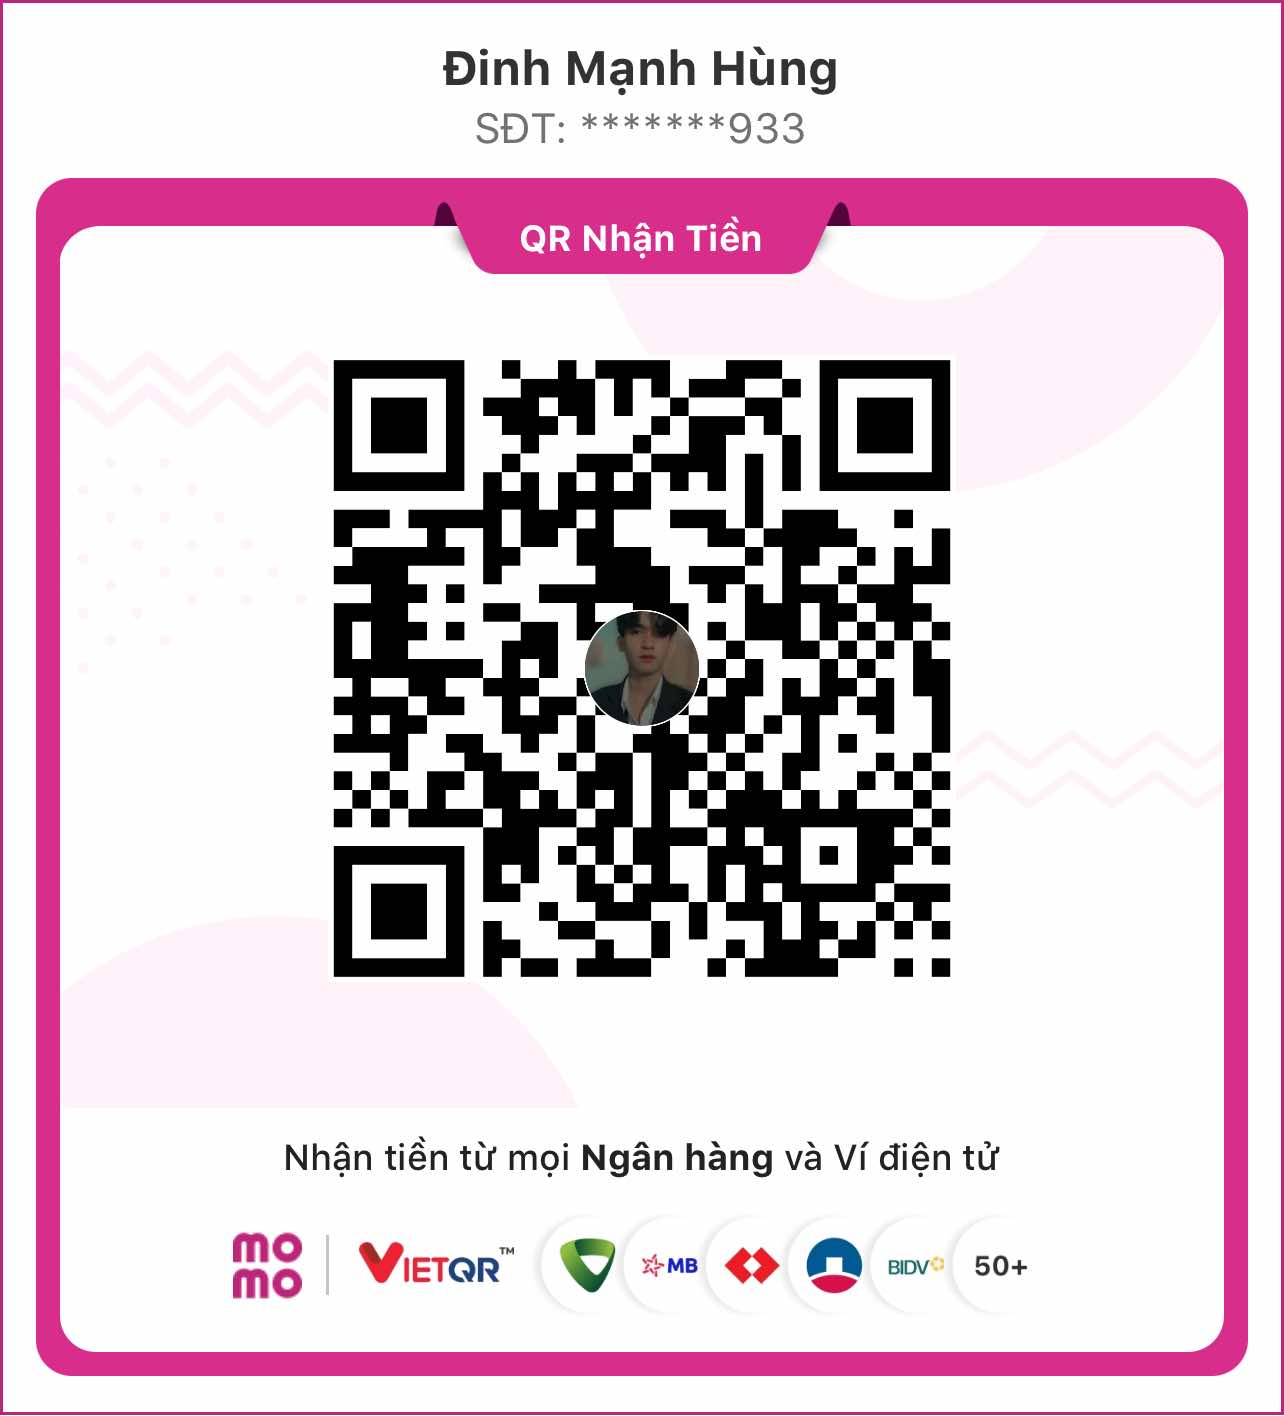 Đinh Mạnh Hùng
SĐT: *******933
QR Nhận Tiền
Nhận tiền từ mọi Ngân hàng và Ví điện tử
mo
mo
VIETQR™
MB
BIDV
50+